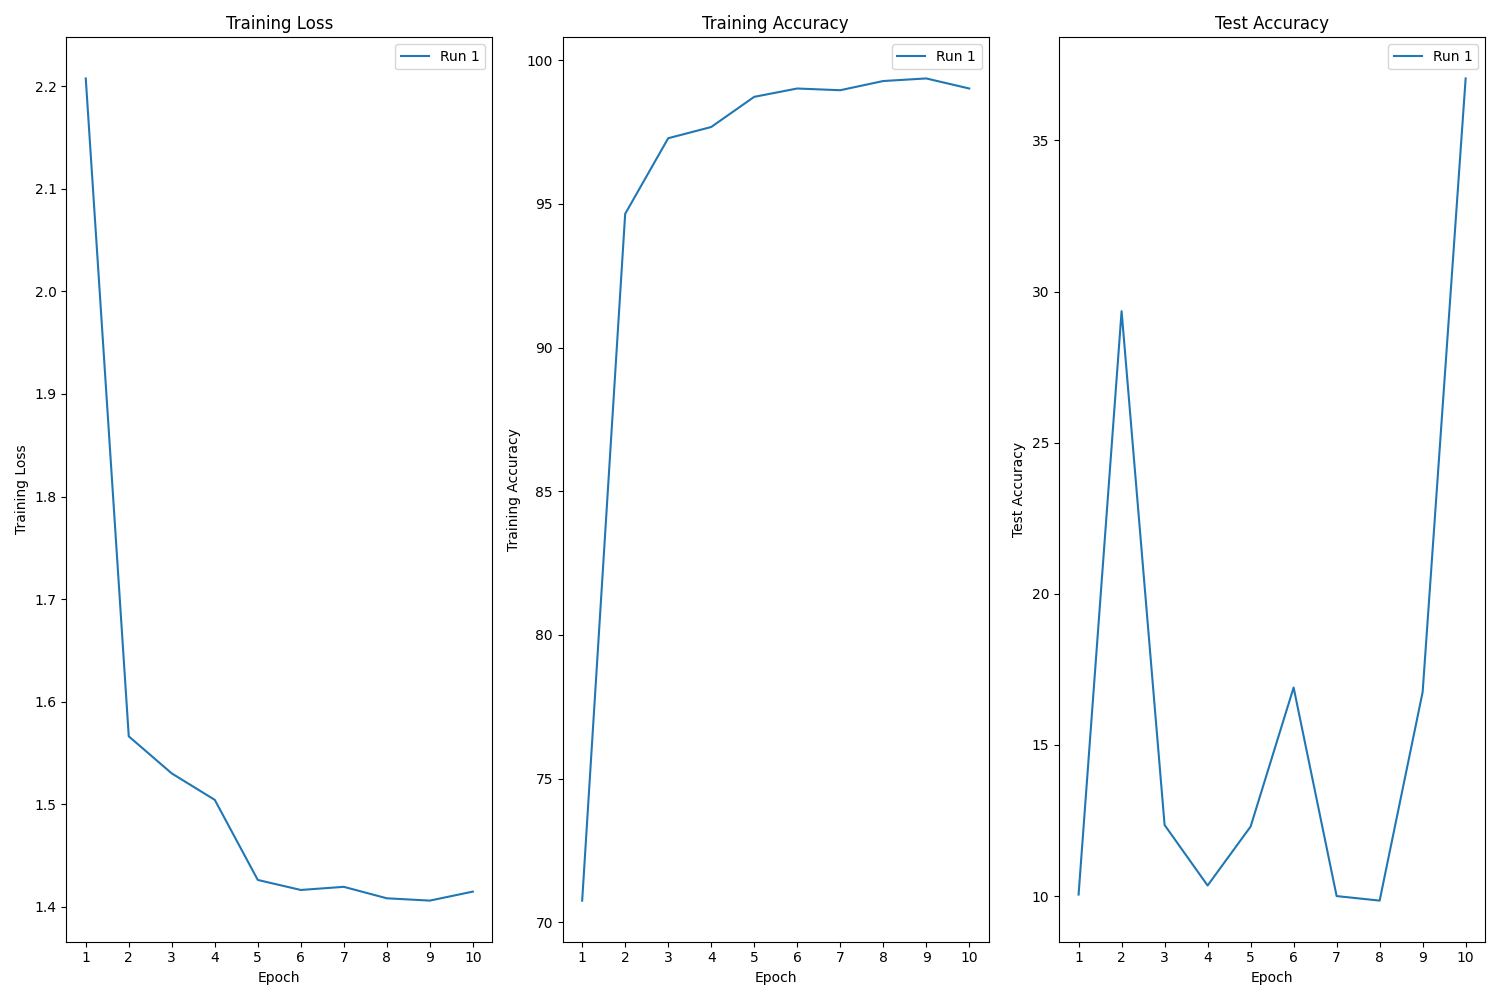 Training Loss
Run 1
2.2
2.1
2.0
1.9
1.8
1.7
1.6
1.5
1.4
Training Loss
1 2 3 4 5 6 7 8 9 10
Epoch
Training Accuracy
Run 1
100
95
90
85
80
75
70
Training Accuracy
1 2 3 4 5 6 7 8 9 10
Epoch
Test Accuracy
Run 1
35
30
25
20
15
10
Test Accuracy
1 2 3 4 5 6 7 8 9 10
Epoch